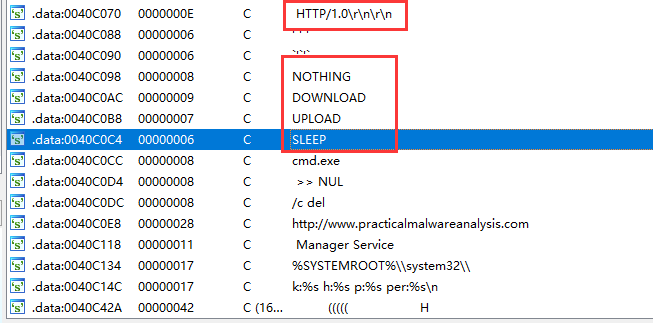 .data:0040C070 0000000E C HTTP/1.0\r\n\r\n
.data:0040C088 00000006 C '`'`'
.data:0040C090 00000006 C `'`'`
.data:0040C098 00000008 C NOTHING
.data:0040C0AC 00000009 C DOWNLOAD
.data:0040C0B8 00000007 C UPLOAD
.data:0040C0C4 00000006 C SLEEP
.data:0040C0CC 00000008 C cmd.exe
.data:0040C0D4 00000008 C >> NUL
.data:0040C0DC 00000008 C /c del
.data:0040C0E8 00000028 C http://www.practicalmalwareanalysis.com
.data:0040C118 00000011 C Manager Service
.data:0040C134 00000017 C %SYSTEMROOT%\\system32\\
.data:0040C14C 00000017 C k:%s h:%s p:%s per:%s\n
.data:0040C42A 00000042 C (16... ((((( H